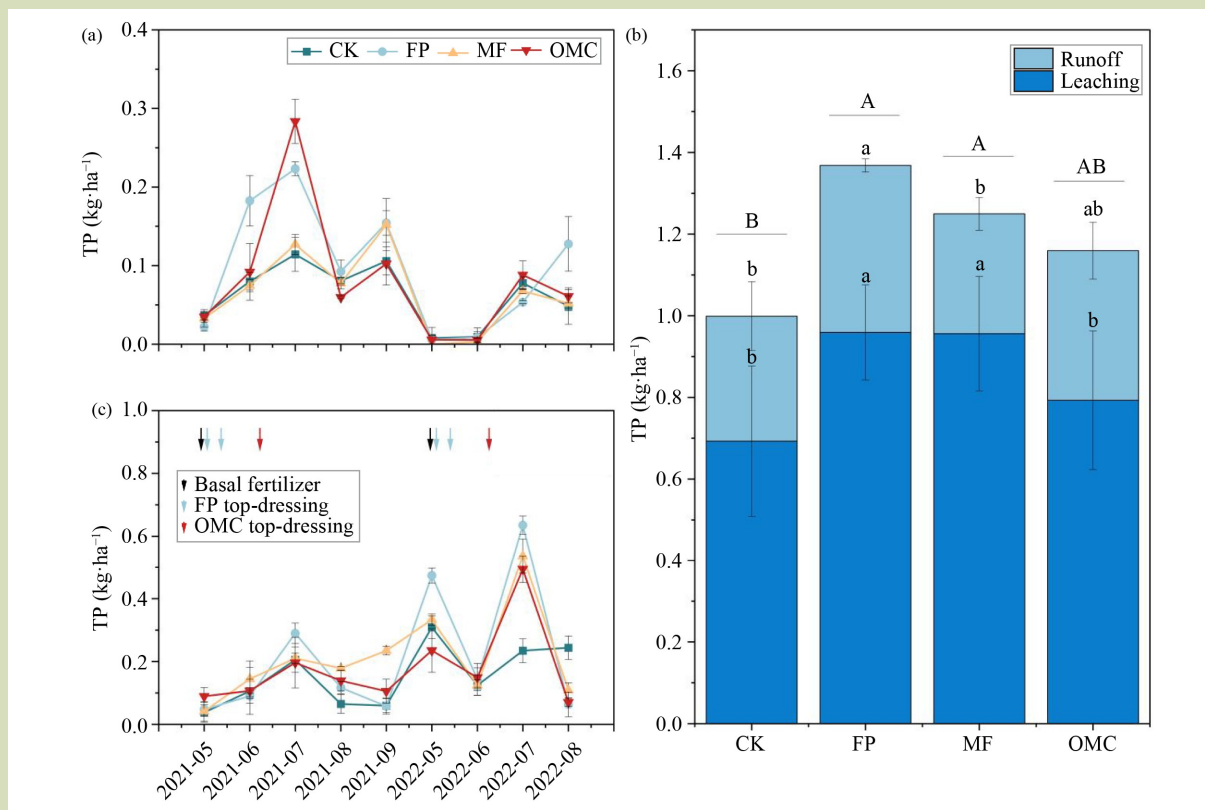 (a)
CK FP MF OMC
0.4
0.3
0.2
0.1
0.0
TP (kg·ha⁻¹)
(b)
Runoff
Leaching
1.6
1.4
1.2
1.0
0.8
0.6
0.4
0.2
0.0
TP (kg·ha⁻¹)
B
b
b
A
a
a
A
b
a
AB
ab
b
CK FP MF OMC
(c)
1.0
0.8
0.6
0.4
0.2
0.0
TP (kg·ha⁻¹)
Basal fertilizer
FP top-dressing
OMC top-dressing
2021-05 2021-06 2021-07 2021-08 2021-09 2022-05 2022-06 2022-07 2022-08